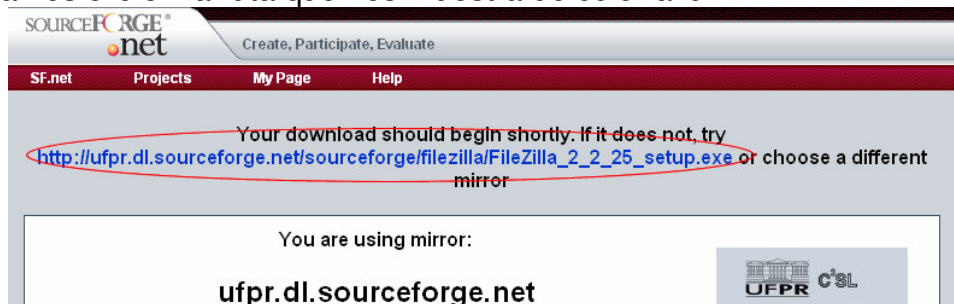 SOURCEFORGE®
.net
Create, Participate, Evaluate
SF.net Projects My Page Help
Your download should begin shortly. If it does not, try
http://ufpr.dl.sourceforge.net/sourceforge/filezilla/FileZilla_2_2_25_setup.exe or choose a different
mirror
You are using mirror:
ufpr.dl.sourceforge.net
UFPR C³SL